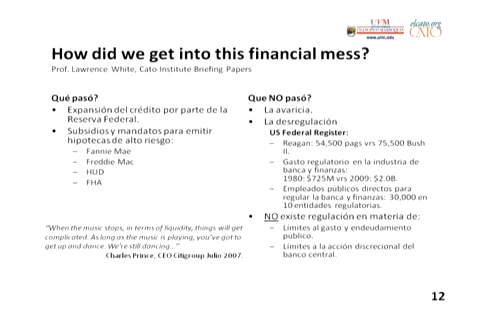 UFM
UNIVERSIDAD FRANCISCO MARROQUIN
www.ufm.edu
elcato.org
CATO
How did we get into this financial mess?
Prof. Lawrence White, Cato Institute Briefing Papers
Qué pasó?
• Expansión del crédito por parte de la
Reserva Federal.
• Subsidios y mandatos para emitir
hipotecas de alto riesgo:
– Fannie Mae
– Freddie Mac
– HUD
– FHA
"When the music stops, in terms of liquidity, things will get
complicated. As long as the music is playing, you've got to
get up and dance. We're still dancing..."
Charles Prince, CEO Citigroup Julio 2007.
Que NO pasó?
• La avaricia.
• La desregulación
US Federal Register:
– Reagan: 54,500 pags vrs 75,500 Bush
II.
– Gasto regulatorio en la industria de
banca y finanzas:
1980: $725M vrs 2009: $2.0B.
– Empleados públicos directos para
regular la banca y finanzas: 30,000 en
10 entidades regulatorias.
• NO existe regulación en materia de:
– Límites al gasto y endeudamiento
público.
– Límites a la acción discrecional del
banco central.
12